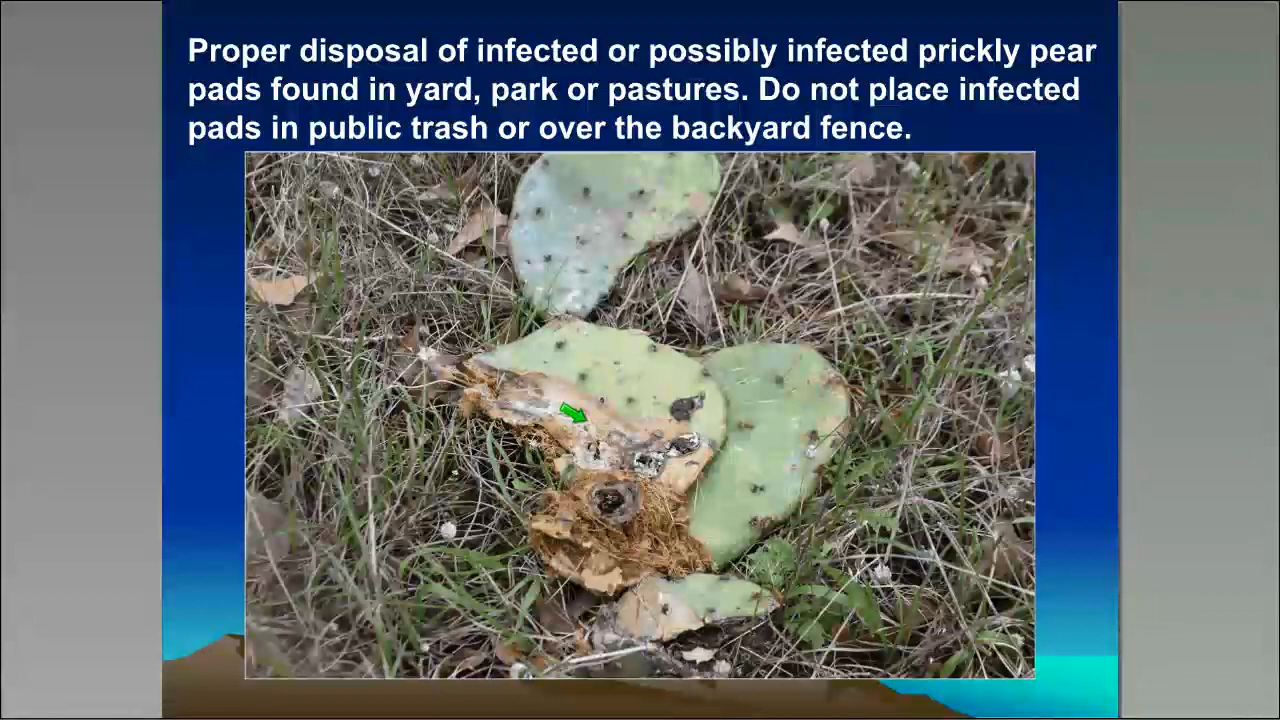 Proper disposal of infected or possibly infected prickly pear
pads found in yard, park or pastures. Do not place infected
pads in public trash or over the backyard fence.